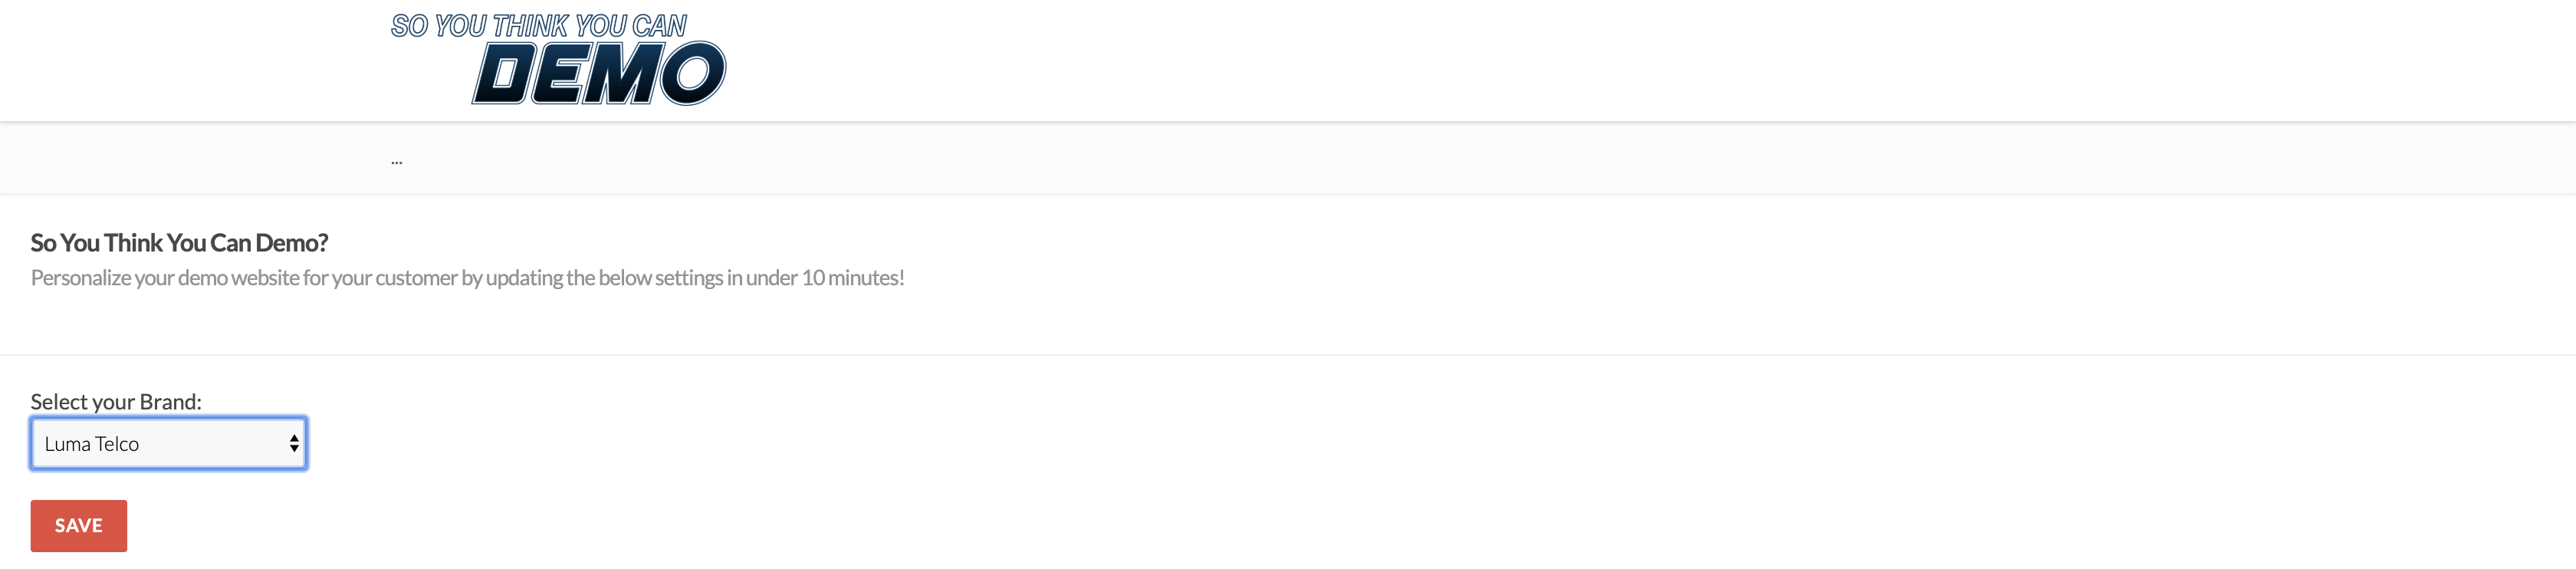 SO YOU THINK YOU CAN
DEMO
...
So You Think You Can Demo?
Personalize your demo website for your customer by updating the below settings in under 10 minutes!
Select your Brand:
Luma Telco
SAVE